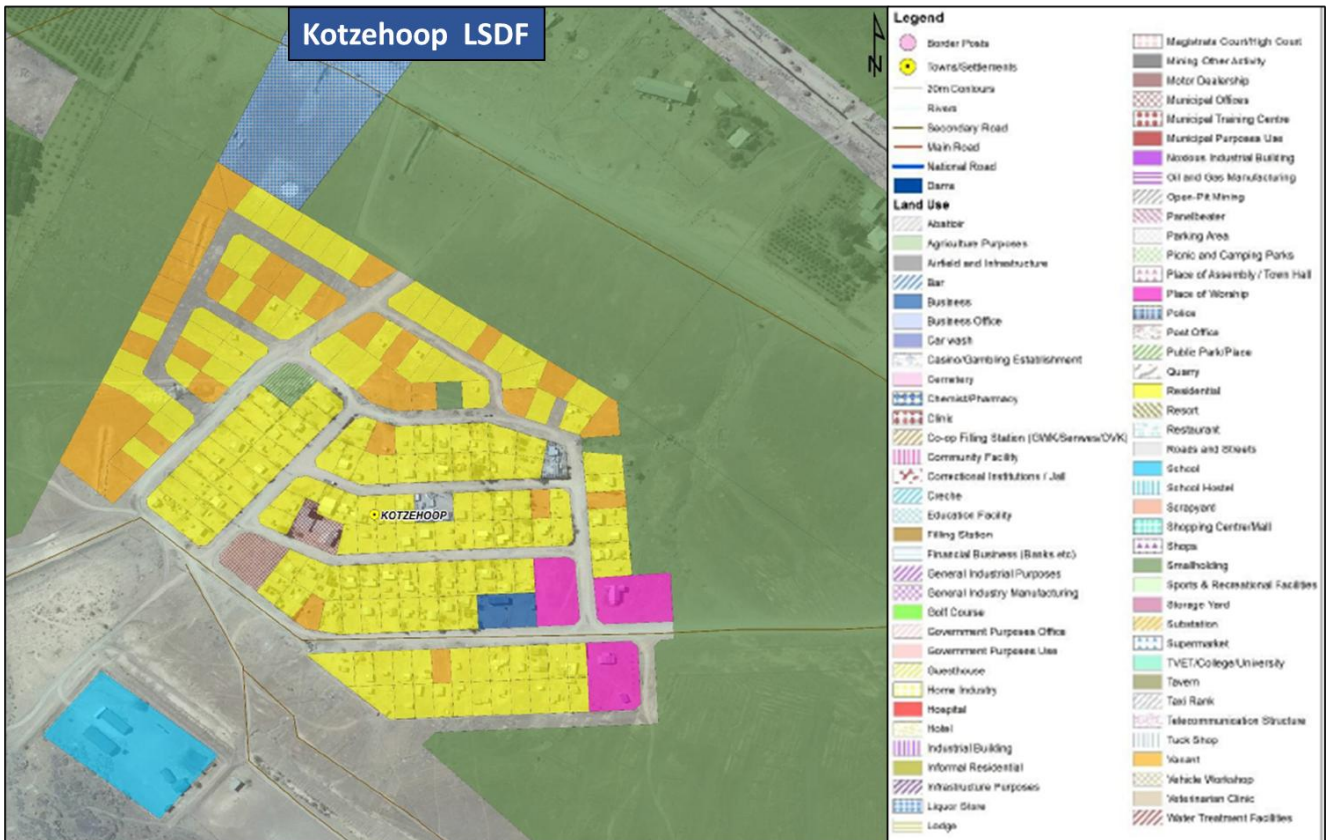 Kotzehoop LSDF
N
KOTZEHOOP
Legend
Border Posts
Towns/Settlements
20m Contours
Rivers
Secondary Road
Main Road
National Road
Dams
Land Use
Abattoir
Agriculture Purposes
Airfield and Infrastructure
Bar
Business
Business Office
Car wash
Casino/Gambling Establishment
Cemetery
Chemist/Pharmacy
Clinic
Co-op Filling Station (GWK/Senwes/OVK)
Community Facility
Correctional Institutions / Jail
Creche
Education Facility
Filling Station
Financial Business (Banks etc)
General Industrial Purposes
General Industry Manufacturing
Golf Course
Government Purposes Office
Government Purposes Use
Guesthouse
Home Industry
Hospital
Hotel
Industrial Building
Informal Residential
Infrastructure Purposes
Liquor Store
Lodge
Magistrate Court/High Court
Mining Other Activity
Motor Dealership
Municipal Offices
Municipal Training Centre
Municipal Purposes Use
Noxious Industrial Building
Oil and Gas Manufacturing
Open-Pit Mining
Panelbeater
Parking Area
Picnic and Camping Parks
Place of Assembly / Town Hall
Place of Worship
Police
Post Office
Public Park/Place
Quarry
Residential
Resort
Restaurant
Roads and Streets
School
School Hostel
Scrapyard
Shopping Centre/Mall
Shops
Smallholding
Sports & Recreational Facilities
Storage Yard
Substation
Supermarket
TVET/College/University
Tavern
Taxi Rank
Telecommunication Structure
Tuck Shop
Vacant
Vehicle Workshop
Veterinarian Clinic
Water Treatment Facilities